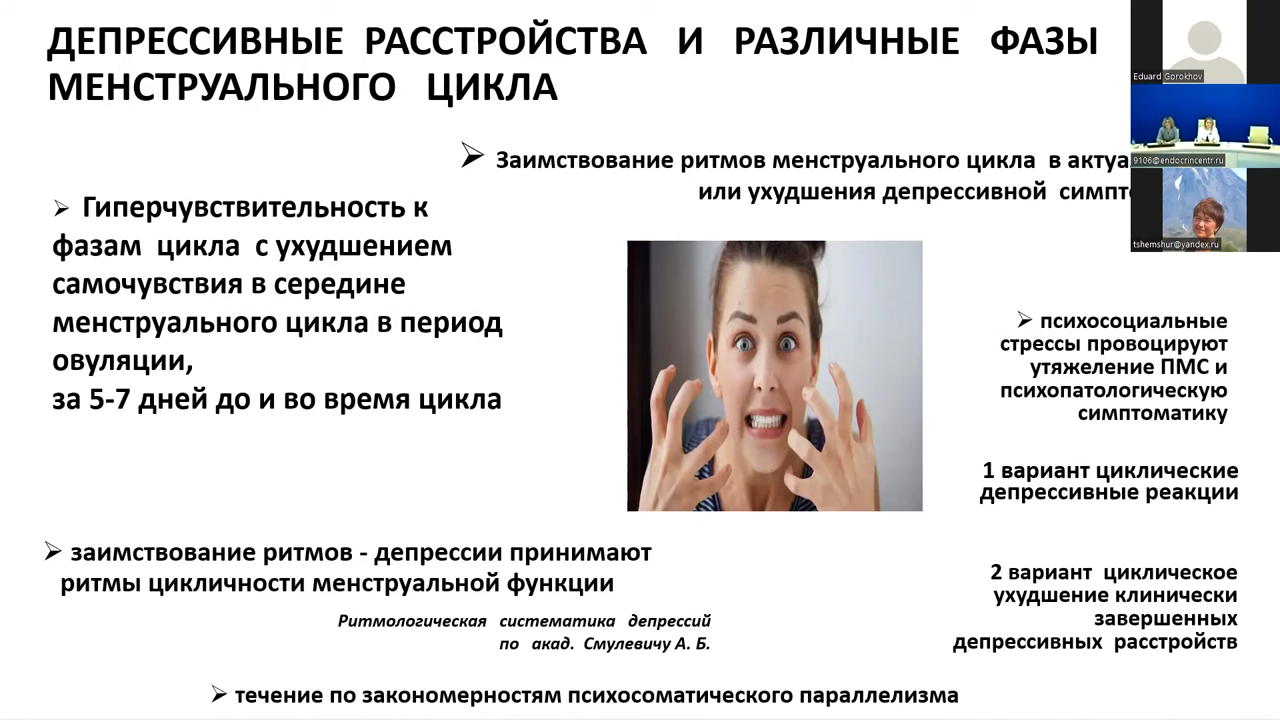 ДЕПРЕССИВНЫЕ РАССТРОЙСТВА И РАЗЛИЧНЫЕ ФАЗЫ
МЕНСТРУАЛЬНОГО ЦИКЛА
Заимствование ритмов менструального цикла в
или ухудшения депрессивной
Гиперчувствительность к
фазам цикла с ухудшением
самочувствия в середине
менструального цикла в период
овуляции,
за 5-7 дней до и во время цикла
психосоциальные
стрессы провоцируют
утяжеление ПМС и
психопатологическую
симптоматику
1 вариант циклические
депрессивные реакции
2 вариант циклическое
ухудшение клинически
завершенных
депрессивных расстройств
заимствование ритмов - депрессии принимают
ритмы цикличности менструальной функции
Ритмологическая систематика депрессий
по акад. Смулевичу А. Б.
течение по закономерностям психосоматического параллелизма
Eduard Gorokhov
9106@endocrincentr.ru
tshemshur@yandex.ru